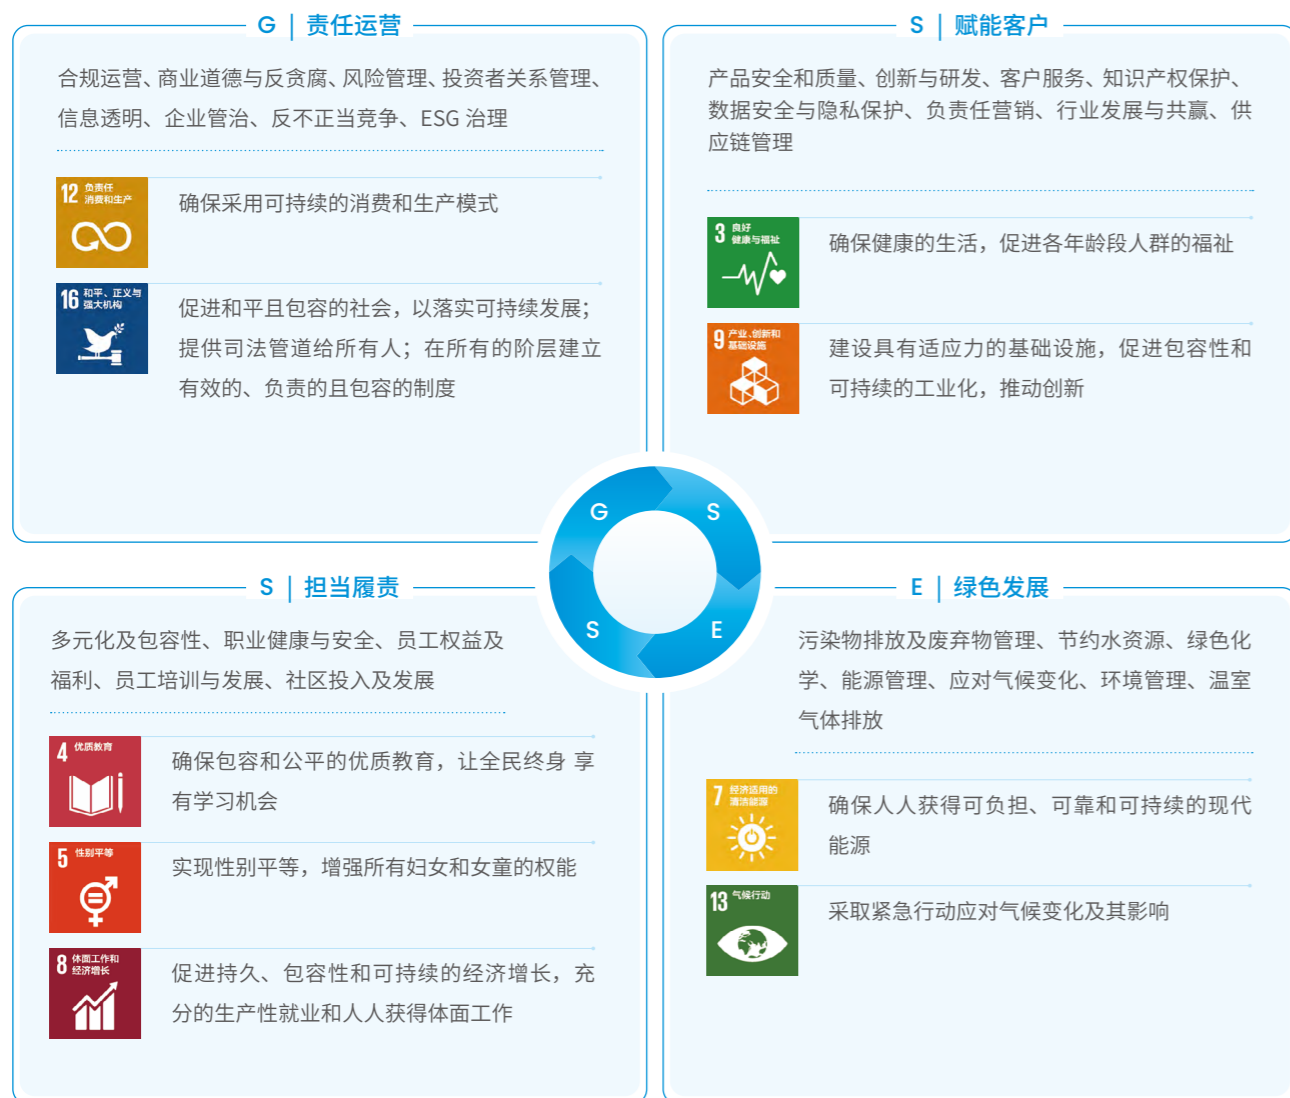 G | 责任运营
合规运营、商业道德与反贪腐、风险管理、投资者关系管理、
信息透明、企业管治、反不正当竞争、ESG 治理
12 负责任
消费和生产
确保采用可持续的消费和生产模式
16 和平、正义与
强大机构
促进和平且包容的社会，以落实可持续发展；
提供司法管道给所有人；在所有的阶层建立
有效的、负责的且包容的制度
S | 赋能客户
产品安全和质量、创新与研发、客户服务、知识产权保护、
数据安全与隐私保护、负责任营销、行业发展与共赢、供
应链管理
3 良好
健康与福祉
确保健康的生活，促进各年龄段人群的福祉
9 产业、创新和
基础设施
建设具有适应力的基础设施，促进包容性和
可持续的工业化，推动创新
G
S
S
E
S | 担当履责
多元化及包容性、职业健康与安全、员工权益及
福利、员工培训与发展、社区投入及发展
4 优质教育
确保包容和公平的优质教育，让全民终身 享
有学习机会
5 性别平等
实现性别平等，增强所有妇女和女童的权能
8 体面工作和
经济增长
促进持久、包容性和可持续的经济增长，充
分的生产性就业和人人获得体面工作
E | 绿色发展
污染物排放及废弃物管理、节约水资源、绿色化
学、能源管理、应对气候变化、环境管理、温室
气体排放
7 经济适用的
清洁能源
确保人人获得可负担、可靠和可持续的现代
能源
13 气候行动
采取紧急行动应对气候变化及其影响